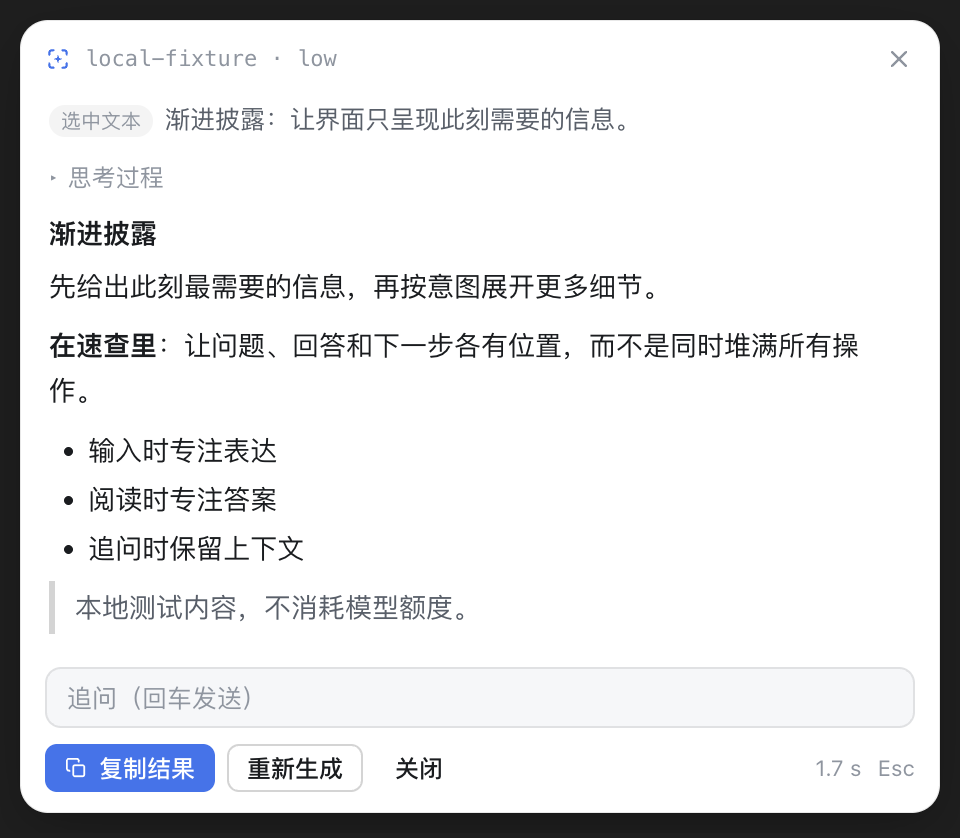 local-fixture · low
选中文本 渐进披露：让界面只呈现此刻需要的信息。
思考过程
渐进披露
先给出此刻最需要的信息，再按意图展开更多细节。
在速查里：让问题、回答和下一步各有位置，而不是同时堆满所有操
作。
• 输入时专注表达
• 阅读时专注答案
• 追问时保留上下文
本地测试内容，不消耗模型额度。
追问（回车发送）
复制结果 重新生成 关闭 1.7 s Esc